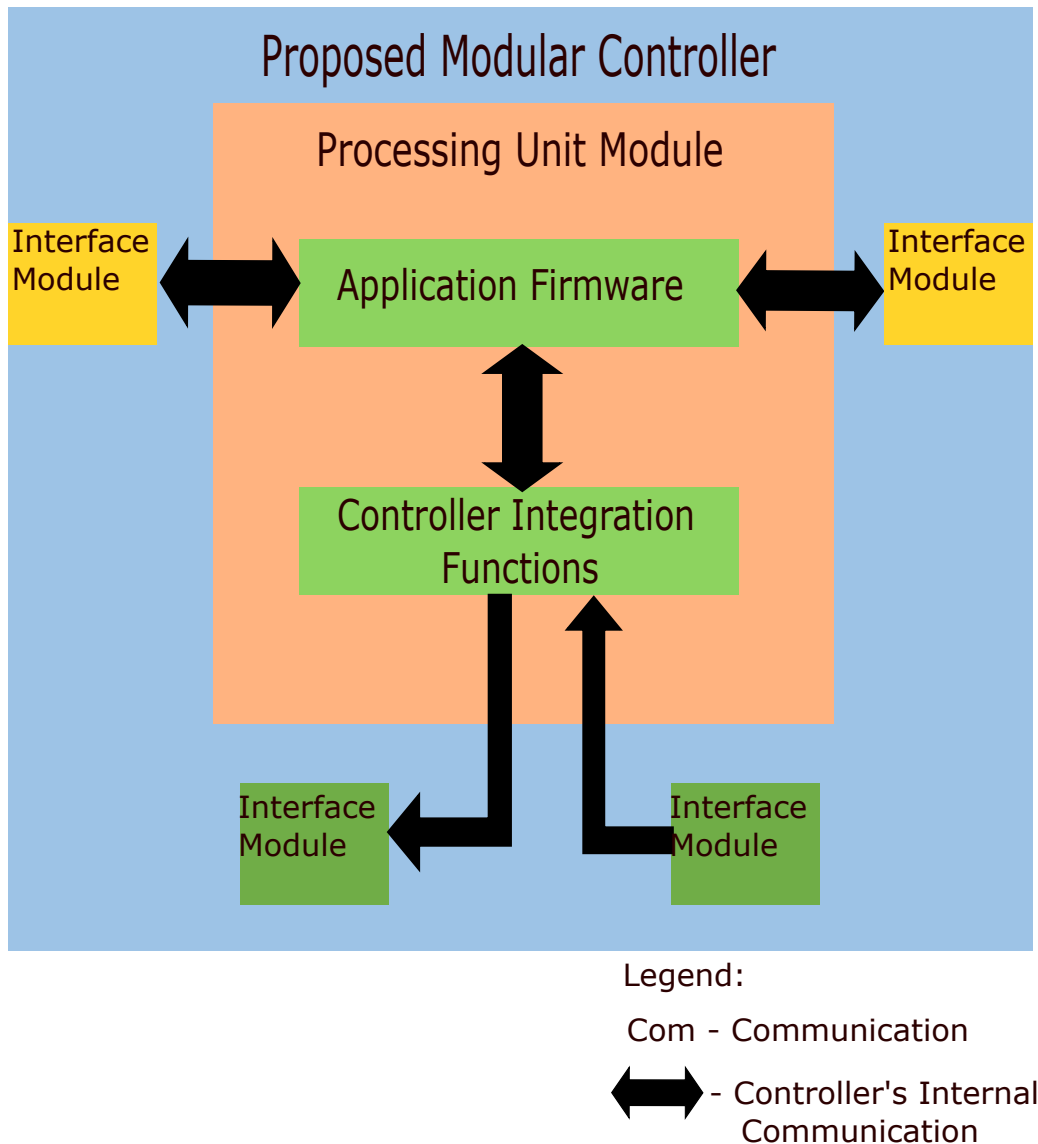 Proposed Modular Controller
Processing Unit Module
Interface
Module
Application Firmware
Interface
Module
Controller Integration
Functions
Interface
Module
Interface
Module
Legend:
Com - Communication
- Controller's Internal
Communication